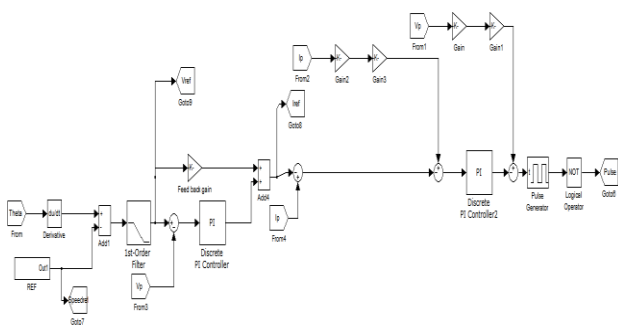 Vp
From1
K-
Gain
K-
Gain1
Ip
From2
K-
Gain2
K-
Gain3
Vref
Goto9
Iref
Goto8
K-
Feed back gain
+
+
Add4
Ip
From4
PI
Discrete
PI Controller2
t
Pulse
Generator
NOT
Logical
Operator
Pulse
Theta
From
du/dt
Derivative
+
-
Add1
1st-Order
Filter
PI
Discrete
PI Controller
Out1
REF
Speedref
Goto7
Vp
From3